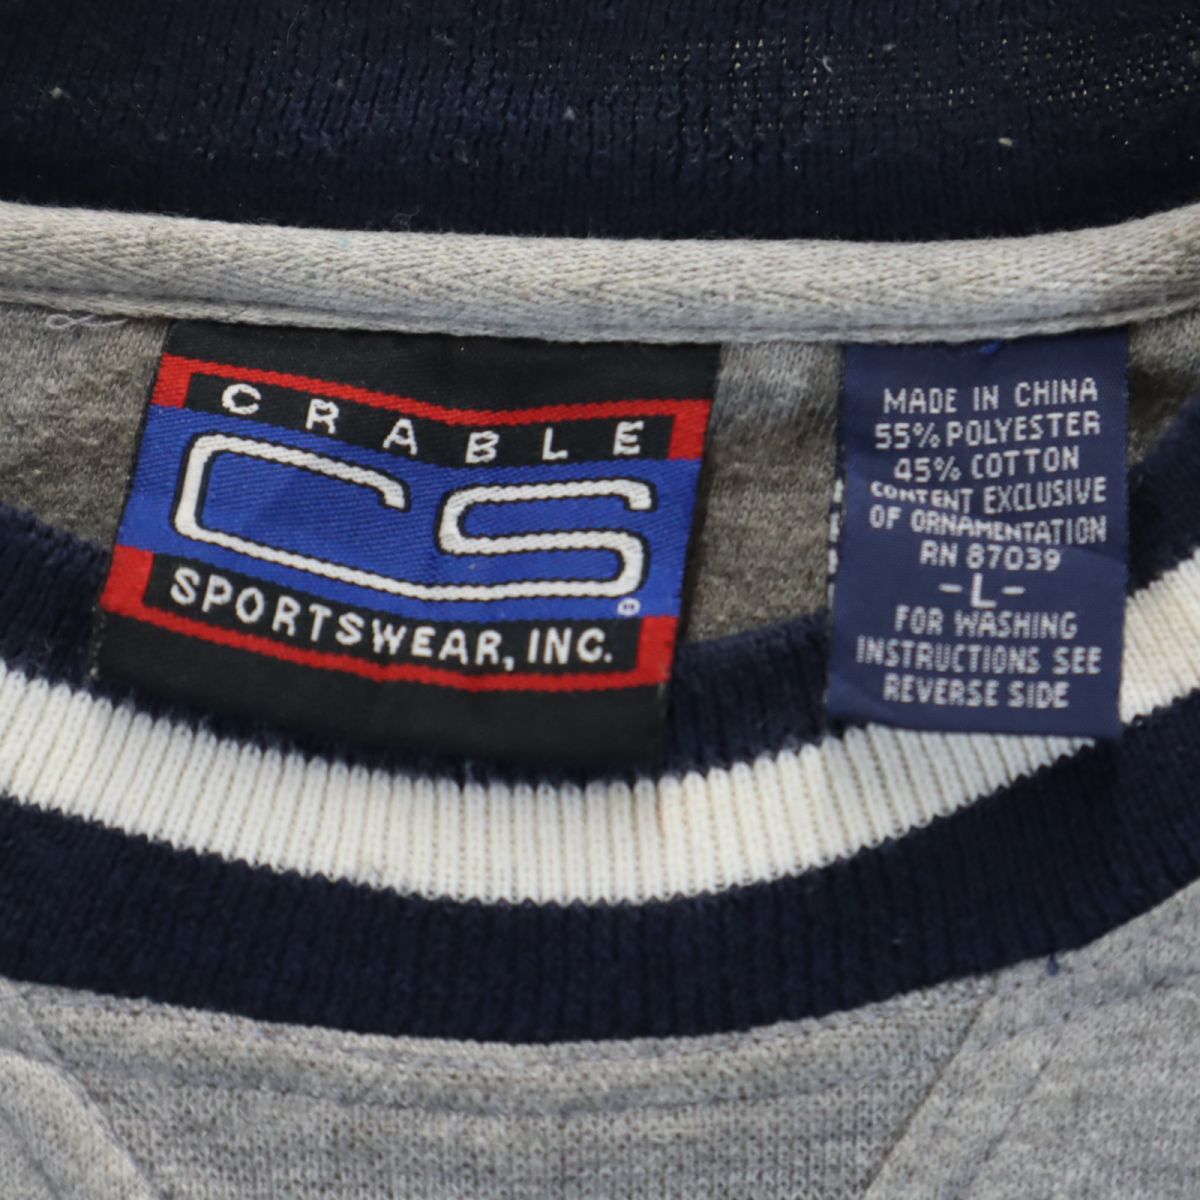 CRABLE
CS
®
SPORTSWEAR, INC.
MADE IN CHINA
55% POLYESTER
45% COTTON
CONTENT EXCLUSIVE
OF ORNAMENTATION
RN 87039
-L-
FOR WASHING
INSTRUCTIONS SEE
REVERSE SIDE